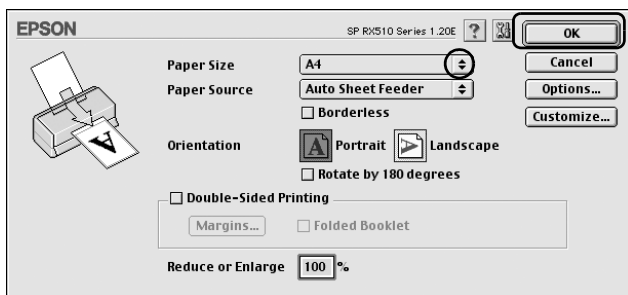 EPSON SP RX510 Series 1.20E ? OK
Paper Size A4 Cancel
Paper Source Auto Sheet Feeder Options...
Borderless Customize...
Orientation A Portrait A Landscape
Rotate by 180 degrees
Double-Sided Printing
Margins... Folded Booklet
Reduce or Enlarge 100 %
A